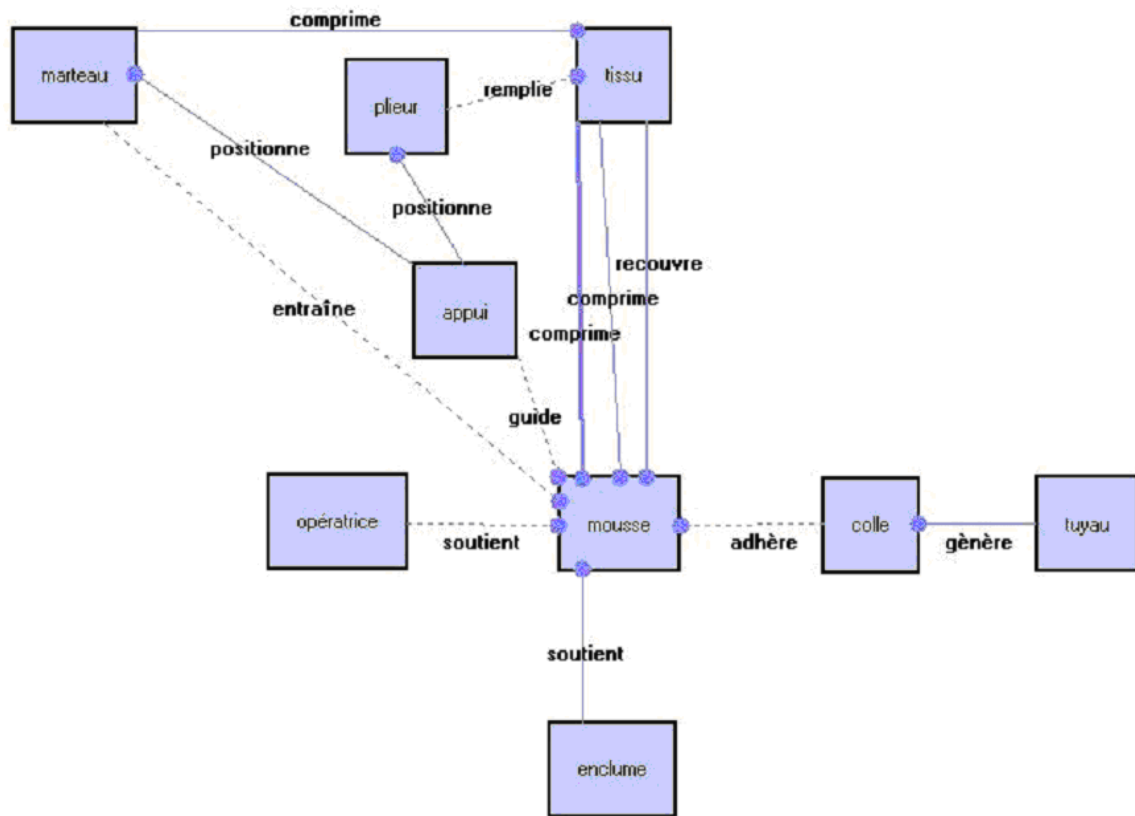 comprime
marteau
tissu
plieur
remplie
positionne
positionne
recouvre
comprime
entraîne
appui
comprime
guide
opératrice
mousse
colle
tuyau
soutient
adhère
gènère
soutient
enclume